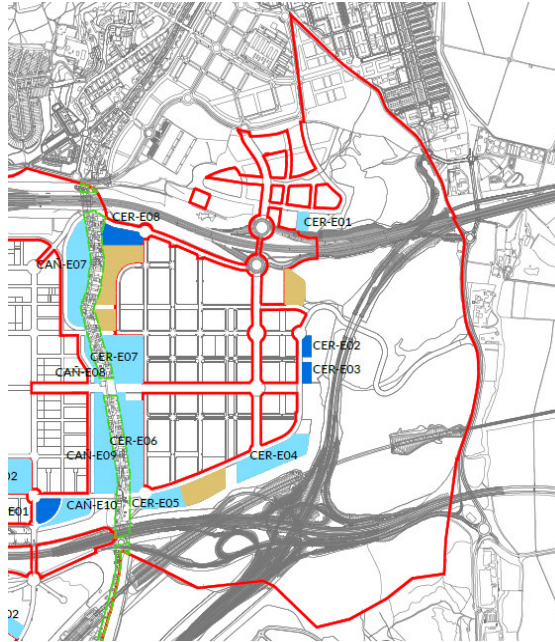 CER-E08
CER-E01
CAÑ-E07
CER-E02
CER-E07
CAÑ-E08
CER-E03
CER-E06
CAÑ-E09
CER-E04
02
CER-E05
CAÑ-E10
E01
02